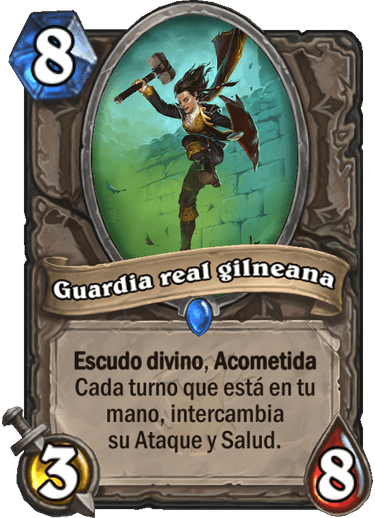 8
Guardia real gilneana
Escudo divino, Acometida
Cada turno que está en tu
mano, intercambia
su Ataque y Salud.
3
8